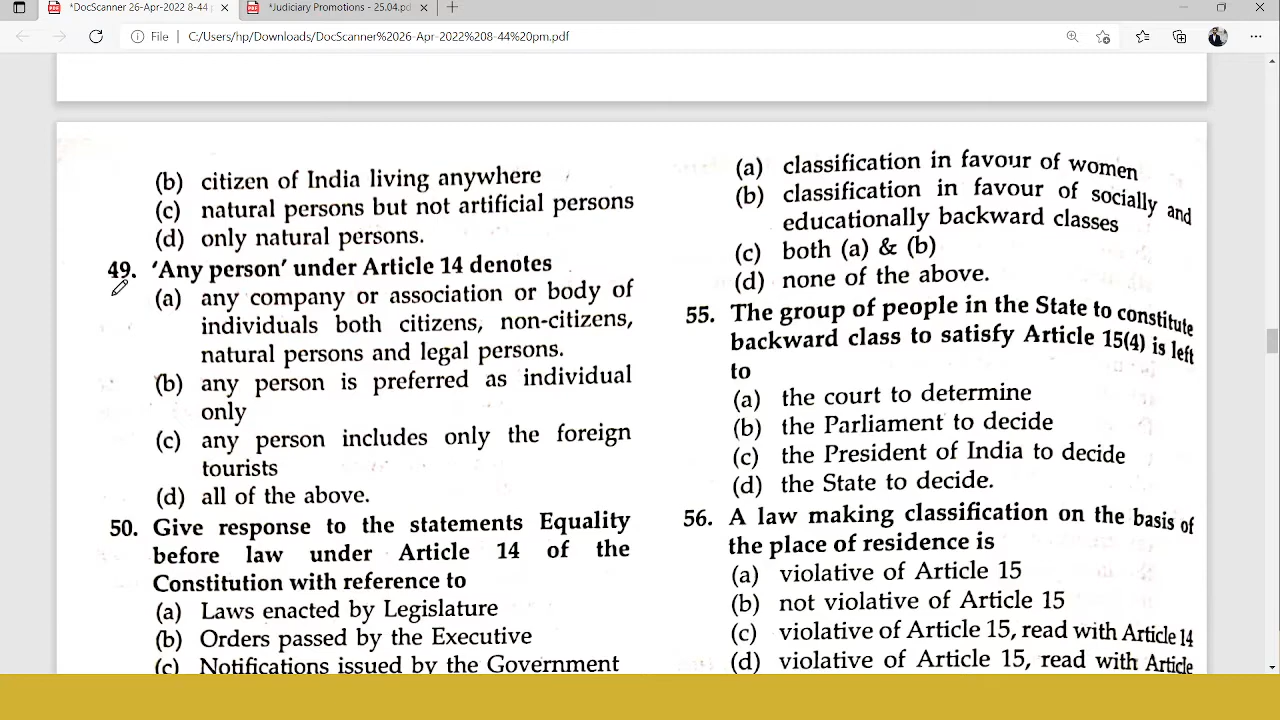 *DocScanner 26-Apr-2022 8-44
*Judiciary Promotions - 25.04.pd
File | C:/Users/hp/Downloads/DocScanner%2026-Apr-2022%208-44%20pm.pdf
(b) citizen of India living anywhere
(c) natural persons but not artificial persons
(d) only natural persons.
49. 'Any person' under Article 14 denotes
(a) any company or association or body of
individuals both citizens, non-citizens,
natural persons and legal persons.
(b) any person is preferred as individual
only
(c) any person includes only the foreign
tourists
(d) all of the above.
50. Give response to the statements Equality
before law under Article 14 of the
Constitution with reference to
(a) Laws enacted by Legislature
(b) Orders passed by the Executive
(c) Notifications issued by the Government
(a) classification in favour of women
(b) classification in favour of socially and
educationally backward classes
(c) both (a) & (b)
(d) none of the above.
55. The group of people in the State to constitute
backward class to satisfy Article 15(4) is left
to
(a) the court to determine
(b) the Parliament to decide
(c) the President of India to decide
(d) the State to decide.
56. A law making classification on the basis of
the place of residence is
(a) violative of Article 15
(b) not violative of Article 15
(c) violative of Article 15, read with Article 14
(d) violative of Article 15, read with Article